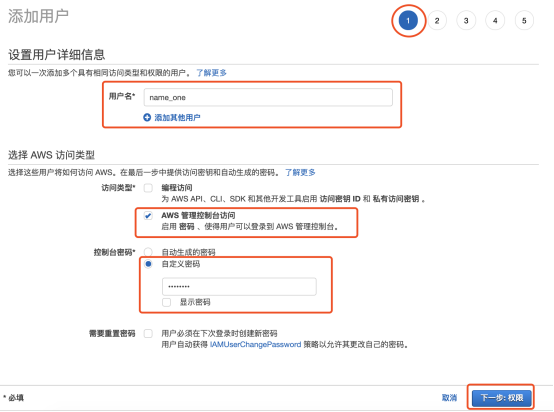 添加用户
1 2 3 4 5
设置用户详细信息
您可以一次添加多个具有相同访问类型和权限的用户。 了解更多
用户名* name_one
添加其他用户
选择 AWS 访问类型
选择这些用户将如何访问 AWS。在最后一步中提供访问密钥和自动生成的密码。 了解更多
访问类型* 编程访问
为 AWS API、CLI、SDK 和其他开发工具启用 访问密钥 ID 和 私有访问密钥 。
AWS 管理控制台访问
启用 密码 、使得用户可以登录到 AWS 管理控制台。
控制台密码* 自动生成的密码
自定义密码
••••••••
显示密码
需要重置密码 用户必须在下次登录时创建新密码
用户自动获得 IAMUserChangePassword 策略以允许其更改自己的密码。
* 必填 取消 下一步: 权限